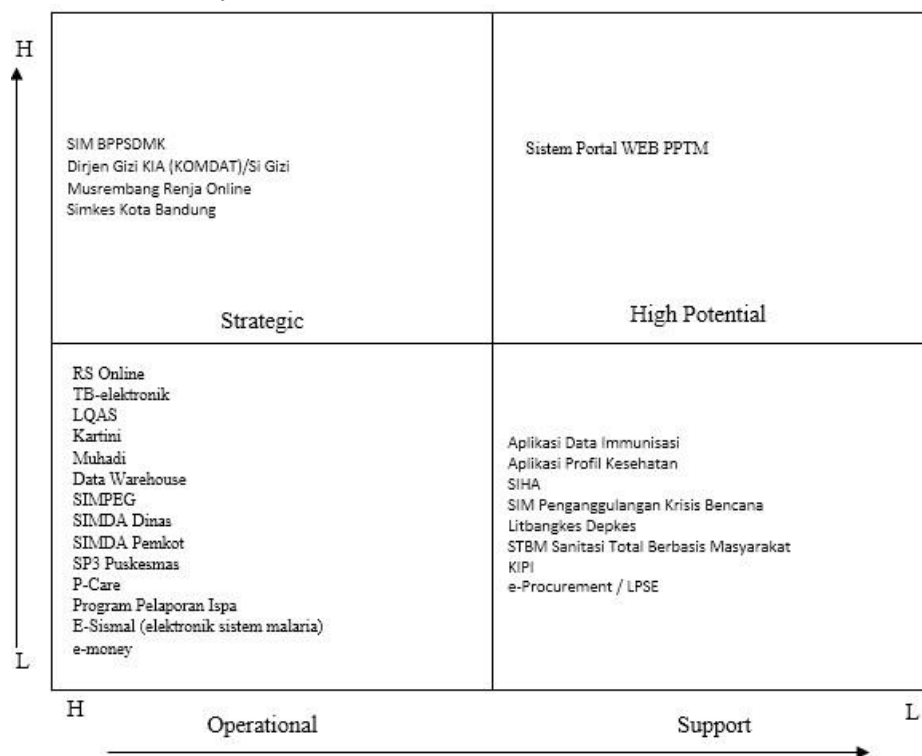 H
SIM BPPSDMK
Dirjen Gizi KIA (KOMDAT)/Si Gizi
Musrembang Renja Online
Simkes Kota Bandung
Strategic
Sistem Portal WEB PPTM
High Potential
RS Online
TB-elektronik
LQAS
Kartini
Muhadi
Data Warehouse
SIMPEG
SIMDA Dinas
SIMDA Pemkot
SP3 Puskesmas
P-Care
Program Pelaporan Ispa
E-Sismal (elektronik sistem malaria)
e-money
Aplikasi Data Immunisasi
Aplikasi Profil Kesehatan
SIHA
SIM Penganggulangan Krisis Bencana
Litbangkes Depkes
STBM Sanitasi Total Berbasis Masyarakat
KIPI
e-Procurement / LPSE
L
H
Operational
Support
L